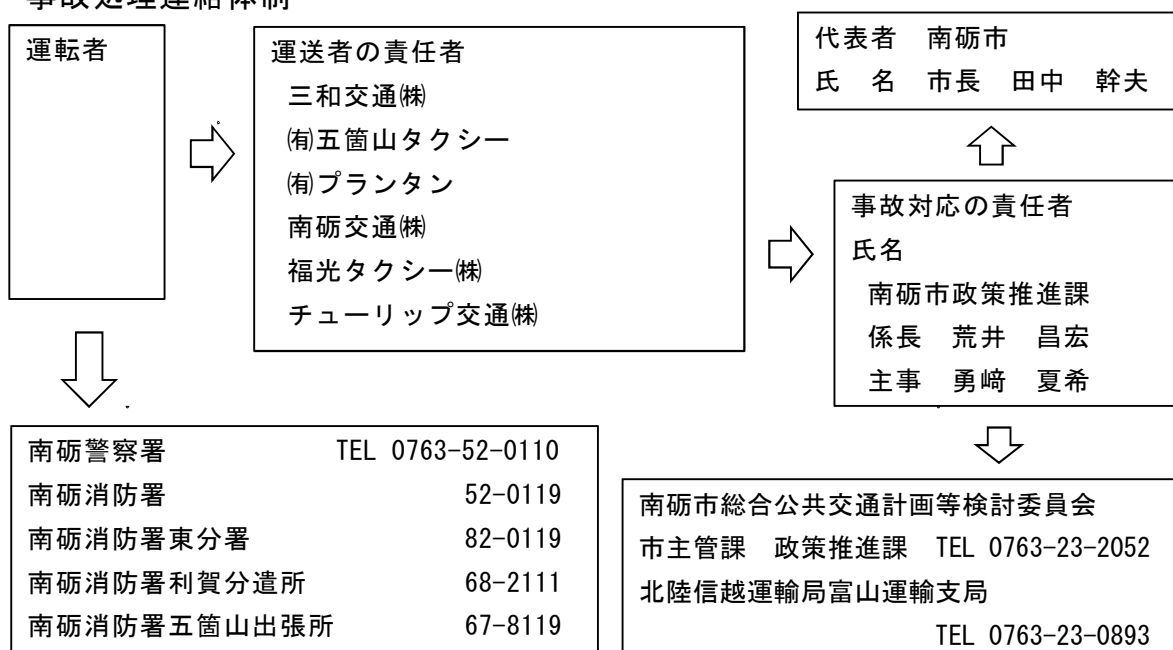 事故処理連絡体制
運転者
運送者の責任者
三和交通㈱
㈲五箇山タクシー
㈲プランタン
南砺交通㈱
福光タクシー㈱
チューリップ交通㈱
代表者 南砺市
氏 名 市長 田中 幹夫
事故対応の責任者
氏名
南砺市政策推進課
係長 荒井 昌宏
主事 勇﨑 夏希
南砺警察署 TEL 0763-52-0110
南砺消防署 52-0119
南砺消防署東分署 82-0119
南砺消防署利賀分遣所 68-2111
南砺消防署五箇山出張所 67-8119
南砺市総合公共交通計画等検討委員会
市主管課 政策推進課 TEL 0763-23-2052
北陸信越運輸局富山運輸支局
TEL 0763-23-0893